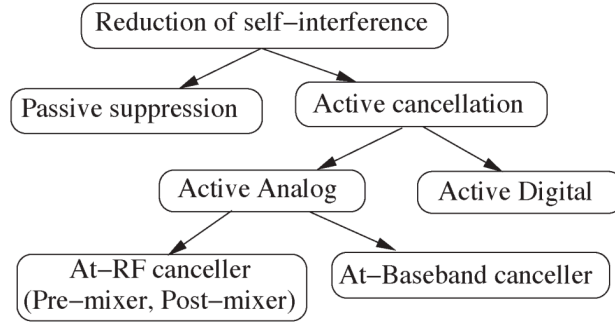 Reduction of self-interference
Passive suppression
Active cancellation
Active Analog
Active Digital
At-RF canceller
(Pre-mixer, Post-mixer)
At-Baseband canceller